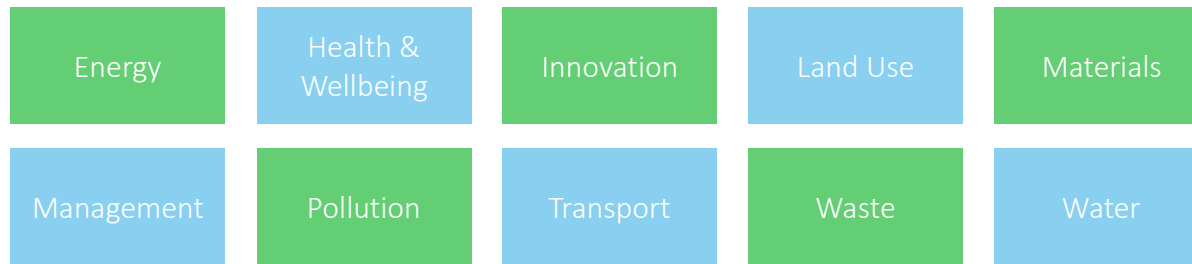 Energy
Health &
Wellbeing
Innovation
Land Use
Materials
Management
Pollution
Transport
Waste
Water